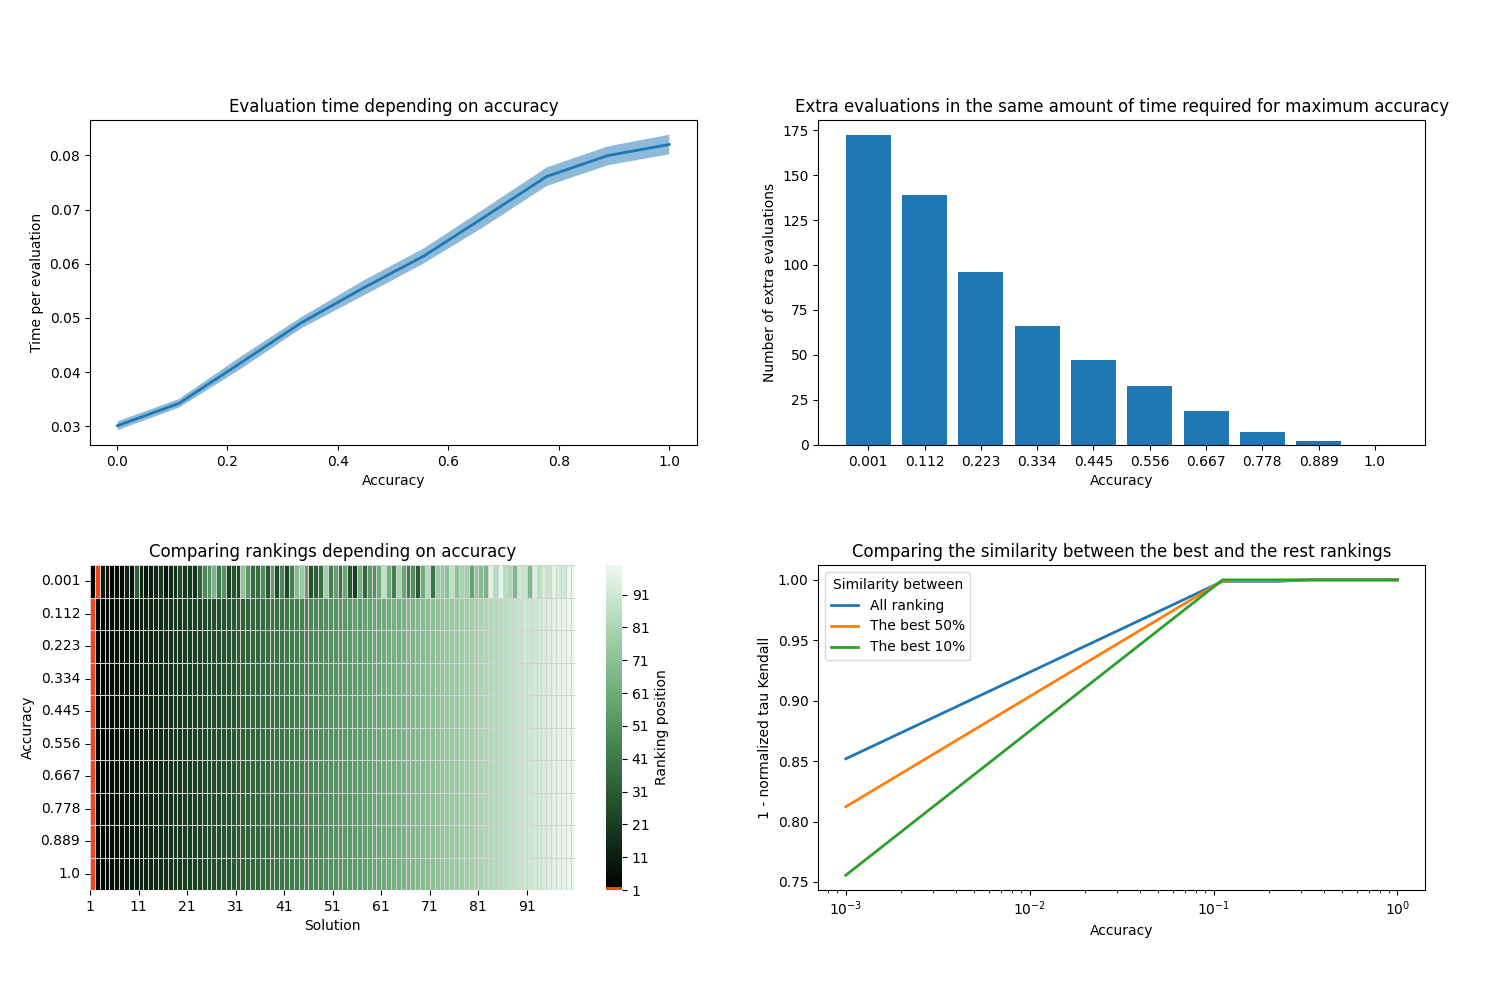 Evaluation time depending on accuracy
Time per evaluation
0.08
0.07
0.06
0.05
0.04
0.03
0.0 0.2 0.4 0.6 0.8 1.0
Accuracy
Extra evaluations in the same amount of time required for maximum accuracy
Number of extra evaluations
175
150
125
100
75
50
25
0
0.001 0.112 0.223 0.334 0.445 0.556 0.667 0.778 0.889 1.0
Accuracy
Comparing rankings depending on accuracy
Accuracy
0.001
0.112
0.223
0.334
0.445
0.556
0.667
0.778
0.889
1.0
1 11 21 31 41 51 61 71 81 91
Solution
91
81
71
61
51
41
31
21
11
1
Ranking position
Comparing the similarity between the best and the rest rankings
1 - normalized tau Kendall
1.00
0.95
0.90
0.85
0.80
0.75
Similarity between
All ranking
The best 50%
The best 10%
10⁻³ 10⁻² 10⁻¹ 10⁰
Accuracy